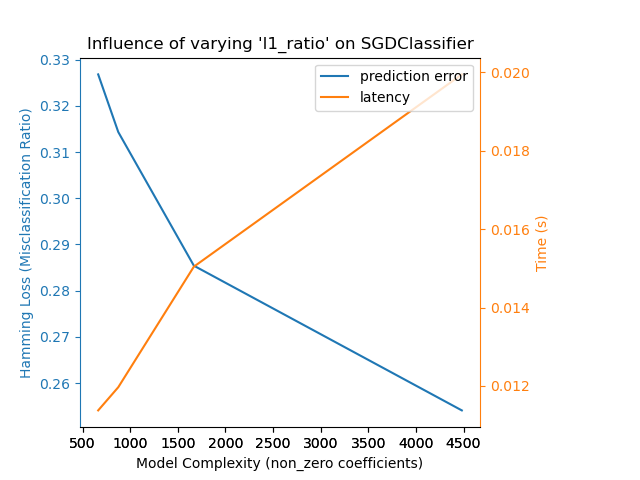 Influence of varying 'l1_ratio' on SGDClassifier
prediction error
latency
Hamming Loss (Misclassification Ratio)
0.33
0.32
0.31
0.30
0.29
0.28
0.27
0.26
0.020
0.018
0.016
0.014
0.012
Time (s)
500 1000 1500 2000 2500 3000 3500 4000 4500
Model Complexity (non_zero coefficients)